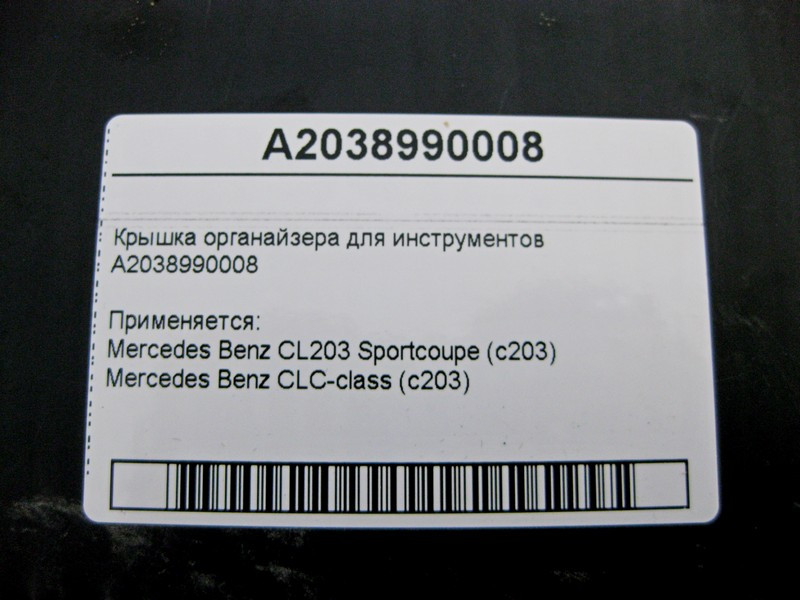 A2038990008
Крышка органайзера для инструментов
A2038990008
Применяется:
Mercedes Benz CL203 Sportcoupe (c203)
Mercedes Benz CLC-class (c203)